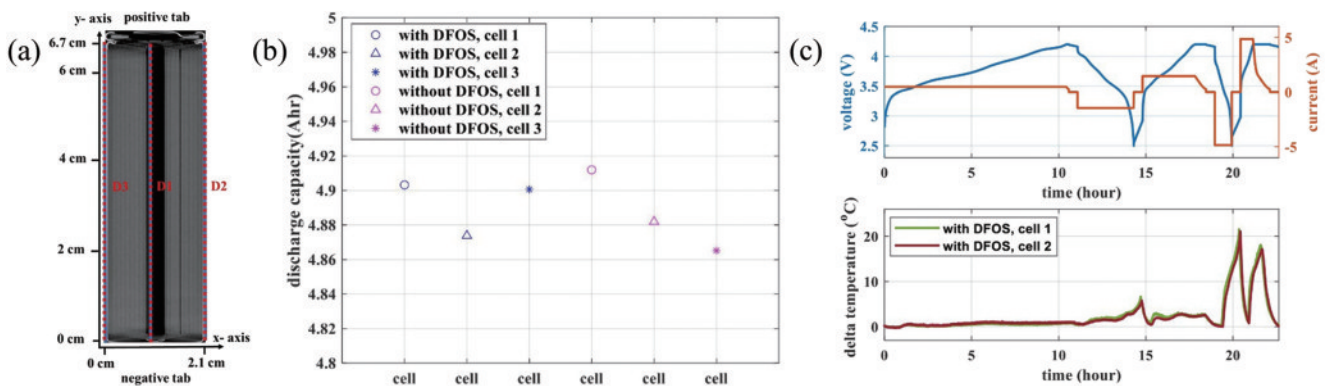 (a)
y- axis
positive tab
6.7 cm
6 cm
4 cm
2 cm
0 cm
D3
D1
D2
x- axis
0 cm
2.1 cm
negative tab
(b)
discharge capacity(Ahr)
5
4.98
4.96
4.94
4.92
4.9
4.88
4.86
4.84
4.82
4.8
with DFOS, cell 1
with DFOS, cell 2
with DFOS, cell 3
without DFOS, cell 1
without DFOS, cell 2
without DFOS, cell 3
cell cell cell cell cell cell
(c)
voltage (V)
4.5
4
3.5
3
2.5
current (A)
5
0
-5
0 5 10 15 20
time (hour)
delta temperature (°C)
20
10
0
with DFOS, cell 1
with DFOS, cell 2
0 5 10 15 20
time (hour)